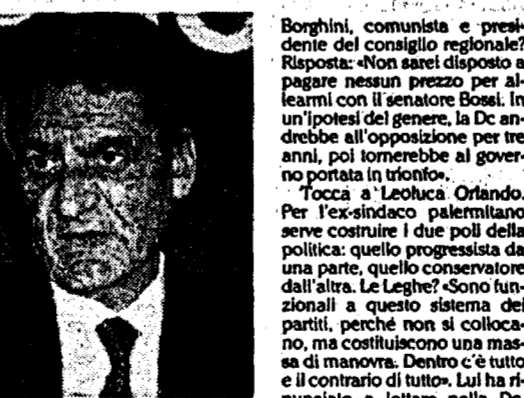 Borghini, comunista e presi-
dente del consiglio regionale?
Risposta: «Non sarei disposto a
pagare nessun prezzo per al-
learmi con il senatore Bossi. In
un'ipotesi del genere, la Dc an-
drebbe all'opposizione per tre
anni, poi tornerebbe al gover-
no portata in trionfo».
Tocca a Leoluca Orlando.
Per l'ex-sindaco palermitano
serve costruire i due poli della
politica: quello progressista da
una parte, quello conservatore
dall'altra. Le Leghe? «Sono fun-
zionali a questo sistema dei
partiti, perché non si colloca-
no, ma costituiscono una mas-
sa di manovra. Dentro c'è tutto
e il contrario di tutto». Lui ha ri-